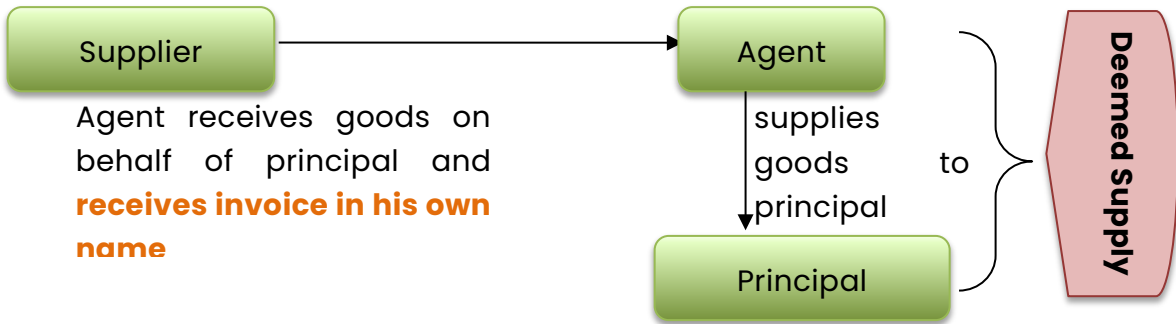 Supplier
Agent
Agent receives goods on
behalf of principal and
receives invoice in his own
name
supplies
goods to
principal
Principal
Deemed Supply